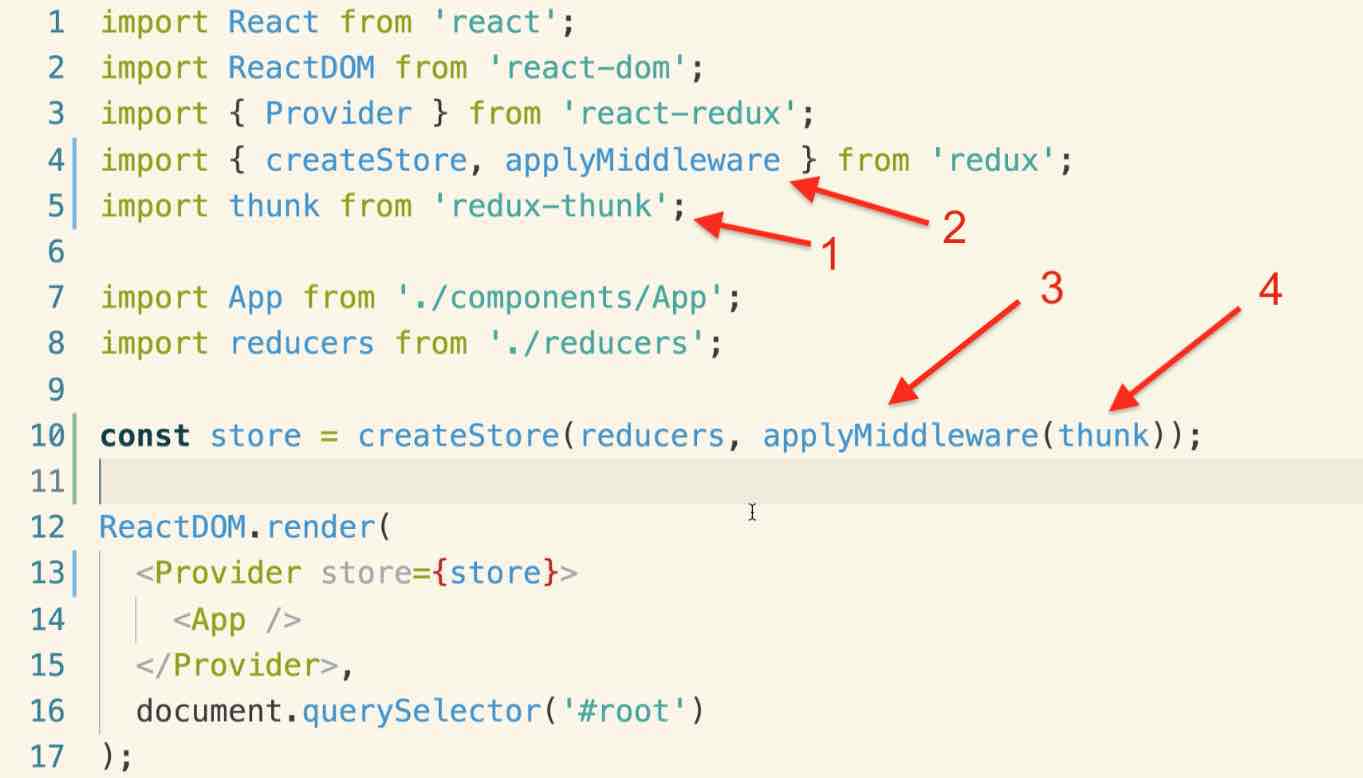 1 import React from 'react';
2 import ReactDOM from 'react-dom';
3 import { Provider } from 'react-redux';
4 import { createStore, applyMiddleware } from 'redux';
5 import thunk from 'redux-thunk';
2
1
6
7 import App from './components/App';
8 import reducers from './reducers';
3
4
9
10 const store = createStore(reducers, applyMiddleware(thunk));
11
12 ReactDOM.render(
13 <Provider store={store}>
14 <App />
15 </Provider>,
16 document.querySelector('#root')
17 );